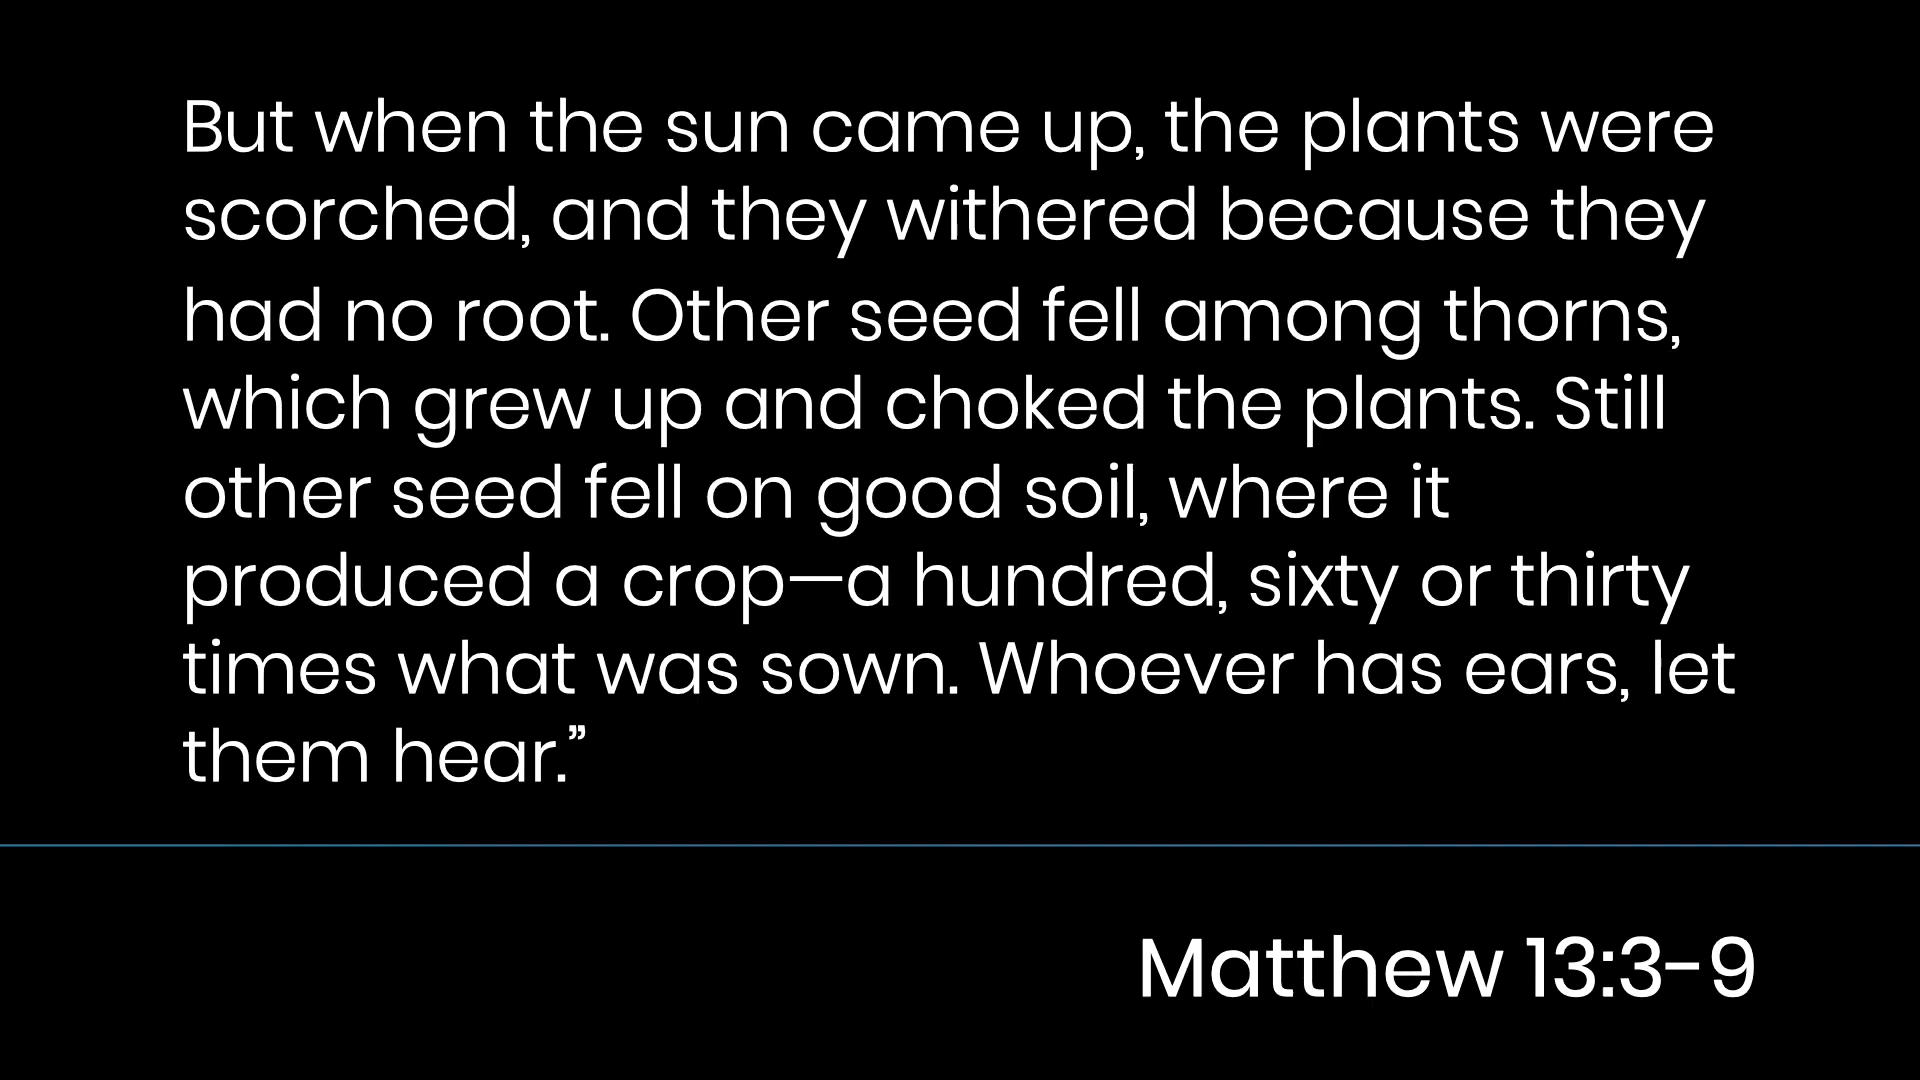 But when the sun came up, the plants were
scorched, and they withered because they
had no root. Other seed fell among thorns,
which grew up and choked the plants. Still
other seed fell on good soil, where it
produced a crop—a hundred, sixty or thirty
times what was sown. Whoever has ears, let
them hear.”
Matthew 13:3-9